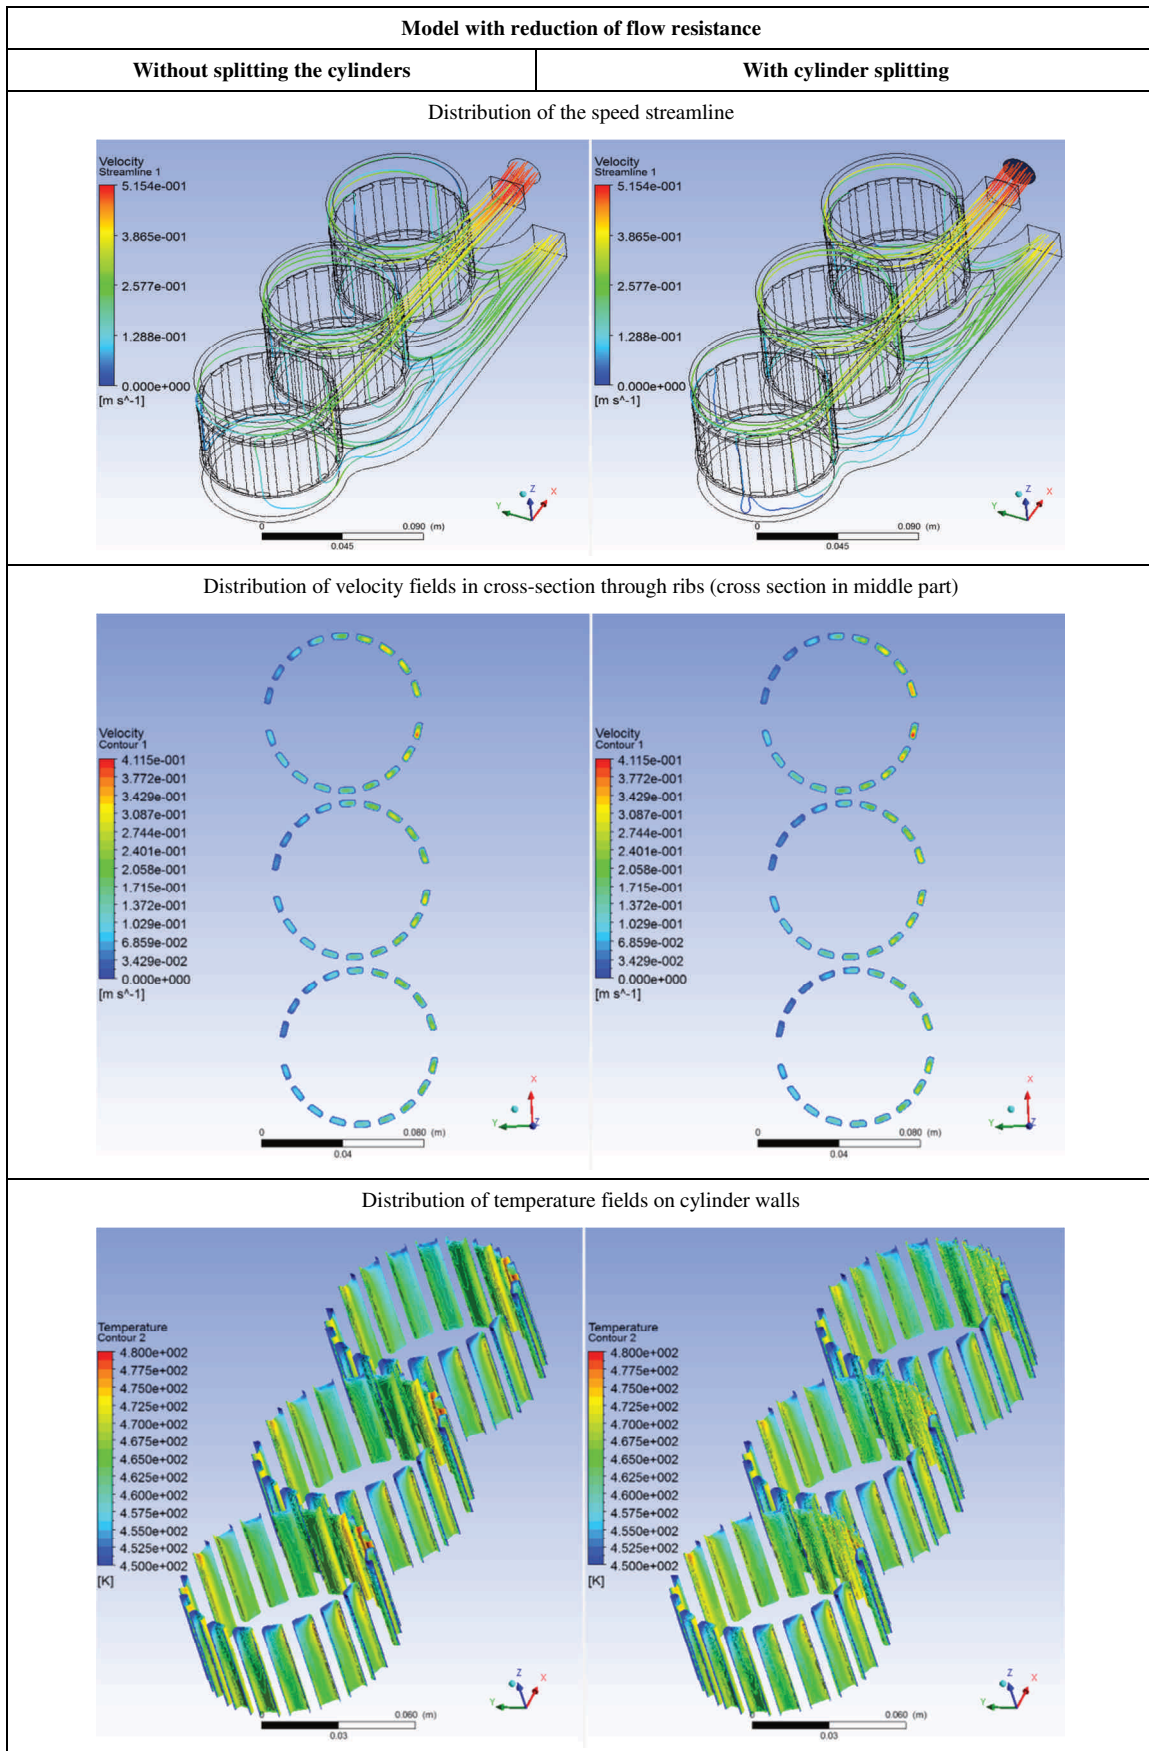 Model with reduction of flow resistance
Without splitting the cylinders
With cylinder splitting
Distribution of the speed streamline
Velocity
Streamline 1
5.154e-001
3.865e-001
2.577e-001
1.288e-001
0.000e+000
[m s^-1]
Z
X
Y
0
0.090 (m)
0.045
Velocity
Streamline 1
5.154e-001
3.865e-001
2.577e-001
1.288e-001
0.000e+000
[m s^-1]
Z
X
Y
0
0.090 (m)
0.045
Distribution of velocity fields in cross-section through ribs (cross section in middle part)
Velocity
Contour 1
4.115e-001
3.772e-001
3.429e-001
3.087e-001
2.744e-001
2.401e-001
2.058e-001
1.715e-001
1.372e-001
1.029e-001
6.859e-002
3.429e-002
0.000e+000
[m s^-1]
X
Y
Z
0
0.080 (m)
0.04
Velocity
Contour 1
4.115e-001
3.772e-001
3.429e-001
3.087e-001
2.744e-001
2.401e-001
2.058e-001
1.715e-001
1.372e-001
1.029e-001
6.859e-002
3.429e-002
0.000e+000
[m s^-1]
X
Y
Z
0
0.080 (m)
0.04
Distribution of temperature fields on cylinder walls
Temperature
Contour 2
4.800e+002
4.775e+002
4.750e+002
4.725e+002
4.700e+002
4.675e+002
4.650e+002
4.625e+002
4.600e+002
4.575e+002
4.550e+002
4.525e+002
4.500e+002
[K]
Z
X
Y
0
0.060 (m)
0.03
Temperature
Contour 2
4.800e+002
4.775e+002
4.750e+002
4.725e+002
4.700e+002
4.675e+002
4.650e+002
4.625e+002
4.600e+002
4.575e+002
4.550e+002
4.525e+002
4.500e+002
[K]
Z
X
Y
0
0.060 (m)
0.03